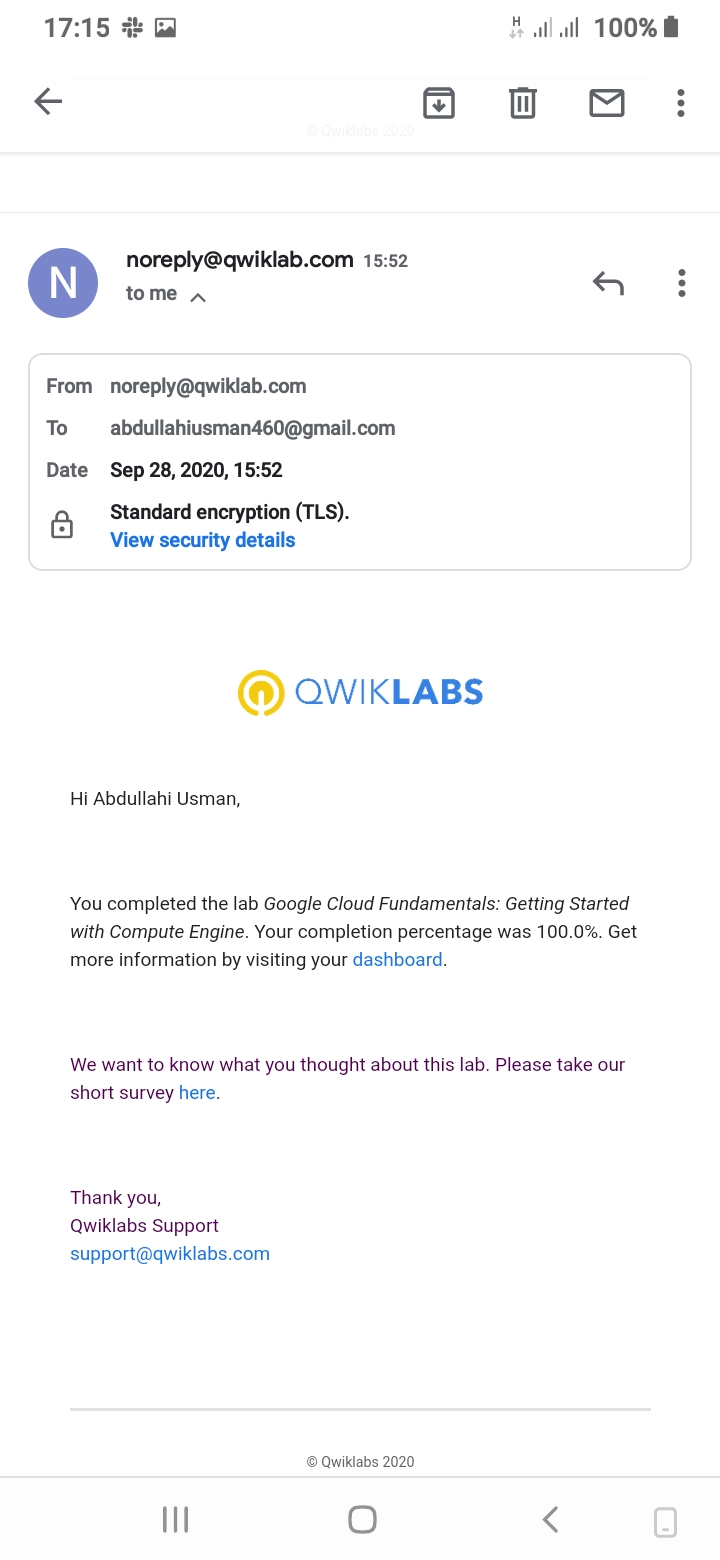 17:15
H
100%
© Qwiklabs 2020
N
noreply@qwiklab.com 15:52
to me
From noreply@qwiklab.com
To abdullahiusman460@gmail.com
Date Sep 28, 2020, 15:52
Standard encryption (TLS).
View security details
QWIKLABS
Hi Abdullahi Usman,
You completed the lab Google Cloud Fundamentals: Getting Started
with Compute Engine. Your completion percentage was 100.0%. Get
more information by visiting your dashboard.
We want to know what you thought about this lab. Please take our
short survey here.
Thank you,
Qwiklabs Support
support@qwiklabs.com
© Qwiklabs 2020